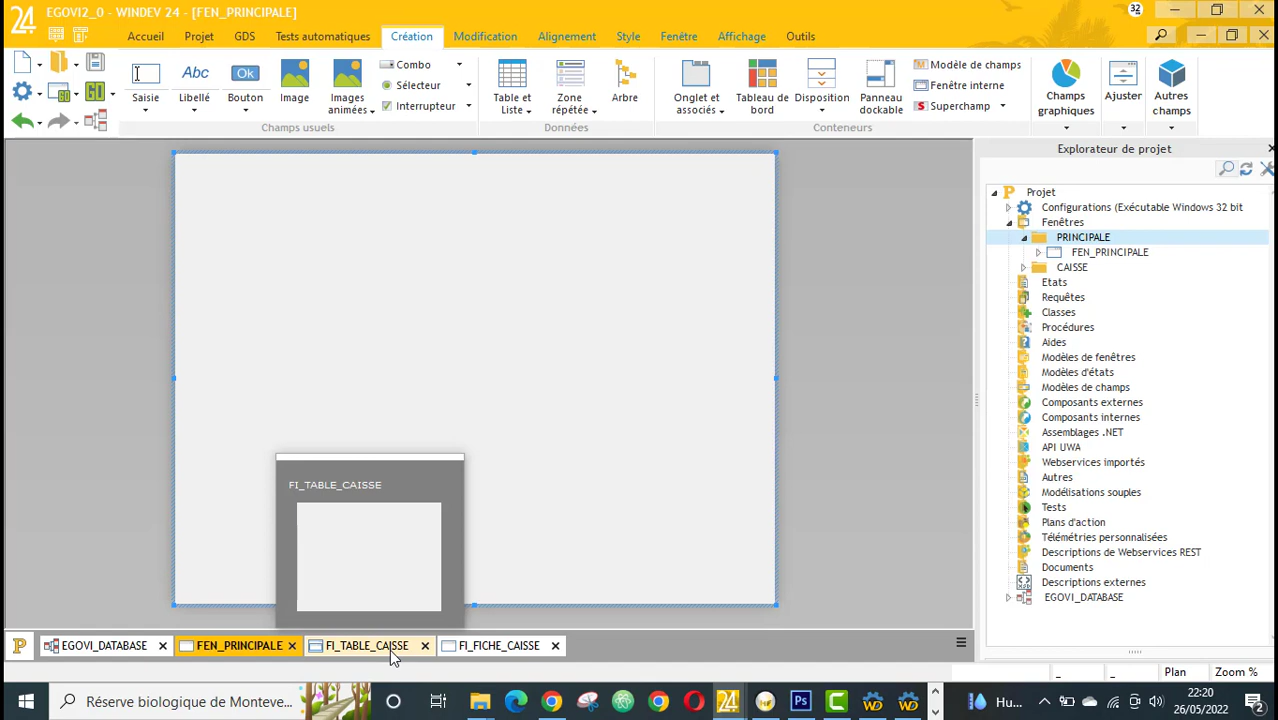 24 EGOVI2_0 - WINDEV 24 - [FEN_PRINCIPALE] 32
Accueil Projet GDS Tests automatiques Création Modification Alignement Style Fenêtre Affichage Outils
Saisie
Abc
Libellé
Ok
Bouton
Image
Images
animées
Combo
Sélecteur
Interrupteur
Champs usuels
Table et
Liste
Zone
répétée
Arbre
Données
Onglet et
associés
Tableau de
bord
Disposition
Panneau
dockable
Modèle de champs
Fenêtre interne
Superchamp
Conteneurs
Champs
graphiques
Ajuster
Autres
champs
Explorateur de projet
Projet
Configurations (Exécutable Windows 32 bit
Fenêtres
PRINCIPALE
FEN_PRINCIPALE
CAISSE
Etats
Requêtes
Classes
Procédures
Aides
Modèles de fenêtres
Modèles d'états
Modèles de champs
Composants externes
Composants internes
Assemblages .NET
API UWA
Webservices importés
Autres
Modélisations souples
Tests
Plans d'action
Télémétries personnalisées
Descriptions de Webservices REST
Documents
Descriptions externes
EGOVI_DATABASE
FI_TABLE_CAISSE
EGOVI_DATABASE FEN_PRINCIPALE FI_TABLE_CAISSE FI_FICHE_CAISSE
Plan Zoom %
Réserve biologique de Monteve...
24
Ps
WD
WD
Hu...
22:20
26/05/2022
2